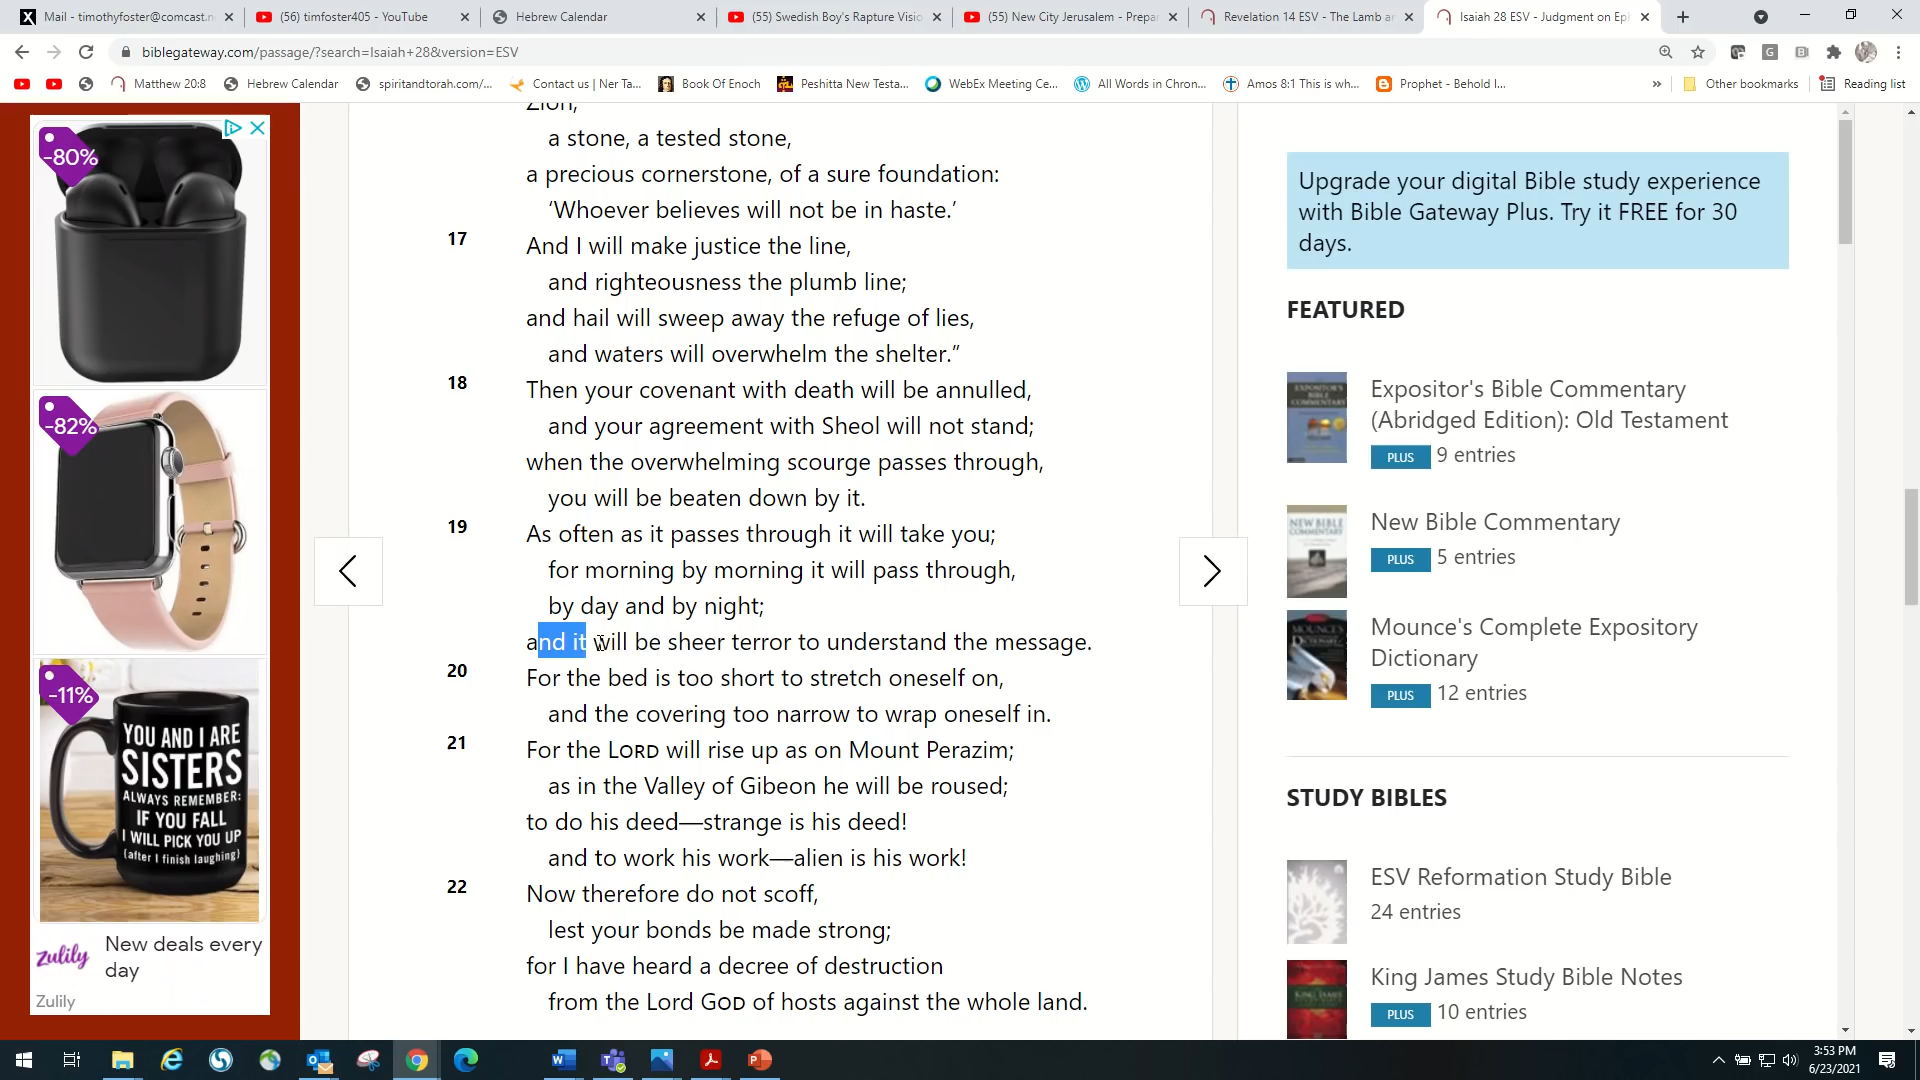 Mail - timothyfoster@comcast.n
(56) timfoster405 - YouTube
Hebrew Calendar
(55) Swedish Boy's Rapture Visio
(55) New City Jerusalem - Prepar
Revelation 14 ESV - The Lamb an
Isaiah 28 ESV - Judgment on Eph
biblegateway.com/passage/?search=Isaiah+28&version=ESV
Matthew 20:8
Hebrew Calendar
spiritandtorah.com/...
Contact us | Ner Ta...
Book Of Enoch
Peshitta New Testa...
WebEx Meeting Ce...
All Words in Chron...
Amos 8:1 This is wh...
Prophet - Behold I...
»
Other bookmarks
Reading list
-80%
-82%
-11%
YOU AND I ARE
SISTERS
ALWAYS REMEMBER:
IF YOU FALL
I WILL PICK YOU UP
(after I finish laughing)
zulily
New deals every
day
Zulily
Zion,
a stone, a tested stone,
a precious cornerstone, of a sure foundation:
‘Whoever believes will not be in haste.’
17 And I will make justice the line,
and righteousness the plumb line;
and hail will sweep away the refuge of lies,
and waters will overwhelm the shelter.”
18 Then your covenant with death will be annulled,
and your agreement with Sheol will not stand;
when the overwhelming scourge passes through,
you will be beaten down by it.
19 As often as it passes through it will take you;
for morning by morning it will pass through,
by day and by night;
and it will be sheer terror to understand the message.
20 For the bed is too short to stretch oneself on,
and the covering too narrow to wrap oneself in.
21 For the LORD will rise up as on Mount Perazim;
as in the Valley of Gibeon he will be roused;
to do his deed—strange is his deed!
and to work his work—alien is his work!
22 Now therefore do not scoff,
lest your bonds be made strong;
for I have heard a decree of destruction
from the Lord GOD of hosts against the whole land.
Upgrade your digital Bible study experience
with Bible Gateway Plus. Try it FREE for 30
days.
FEATURED
Expositor's Bible Commentary
(Abridged Edition): Old Testament
PLUS 9 entries
New Bible Commentary
PLUS 5 entries
Mounce's Complete Expository
Dictionary
PLUS 12 entries
STUDY BIBLES
ESV Reformation Study Bible
24 entries
King James Study Bible Notes
PLUS 10 entries
3:53 PM
6/23/2021